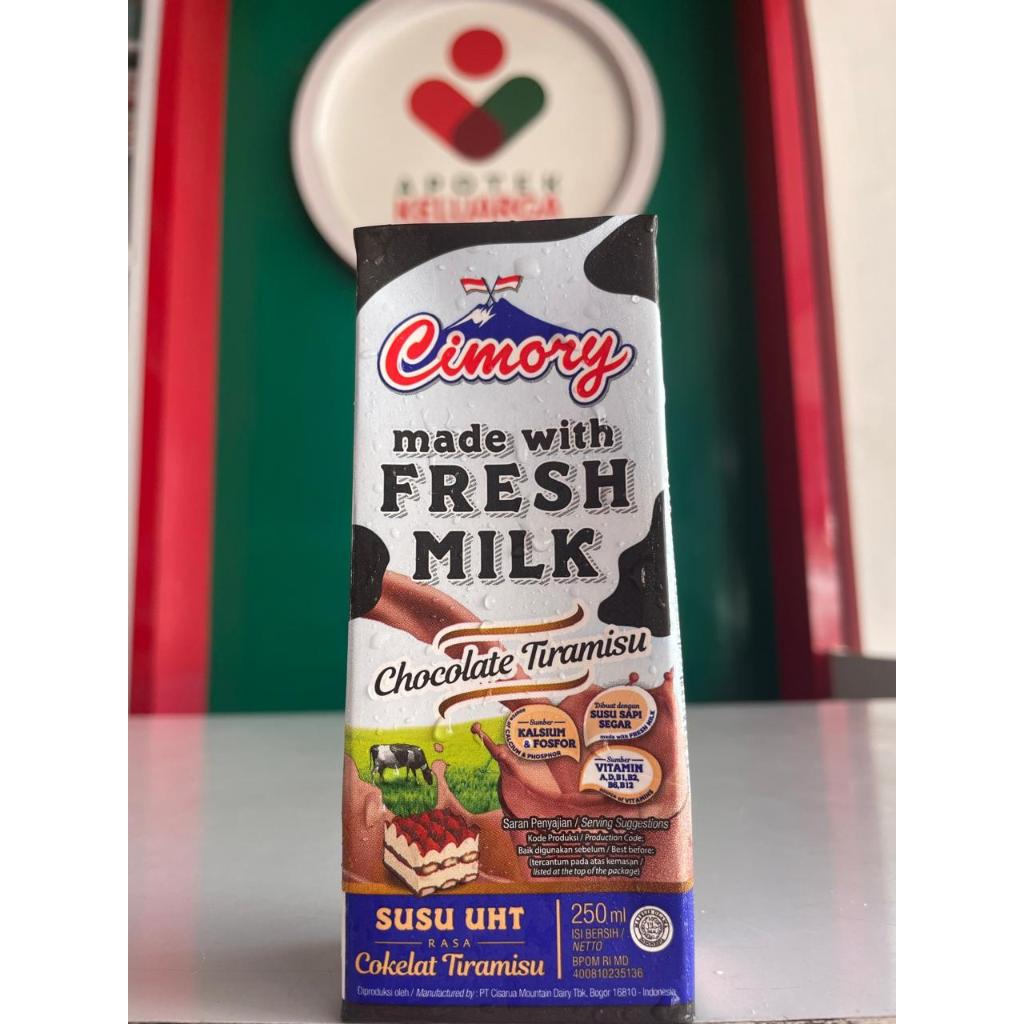 APOTEK
KELUARGA
Cimory
made with
FRESH
MILK
Chocolate Tiramisu
Sumber
KALSIUM
& FOSFOR
Dibuat dengan
SUSU SAPI
SEGAR
made with FRESH MILK
Sumber
VITAMIN
A, D, B1, B2,
B6, B12
Saran Penyajian / Serving Suggestions
Kode Produksi / Production Code:
Baik digunakan sebelum / Best before:
(tercantum pada atas kemasan /
listed at the top of the package)
SUSU UHT
RASA
Cokelat Tiramisu
250 ml
ISI BERSIH /
NETTO
BPOM RI MD
400810235136
Diproduksi oleh / Manufactured by : PT Cisarua Mountain Dairy Tbk, Bogor 16810 - Indonesia